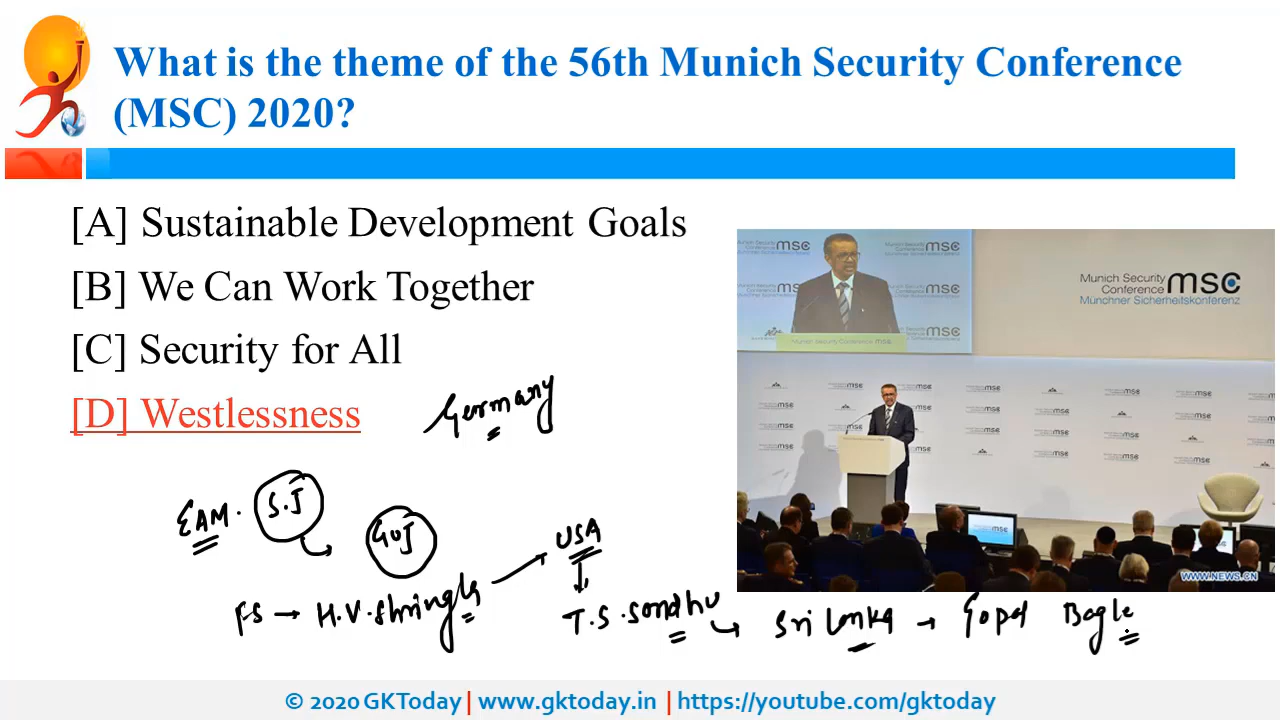 What is the theme of the 56th Munich Security Conference
(MSC) 2020?
[A] Sustainable Development Goals
[B] We Can Work Together
[C] Security for All
[D] Westlessness
Germany
EAM. S.J
GUJ
USA
F.S → H.V.Shringla
T.S.Sandhu
Sri Lanka → Gopal Bagle
Munich Security
Conference msc
Münchner Sicherheitskonferenz
WWW.NEWS.CN
© 2020 GKToday | www.gktoday.in | https://youtube.com/gktoday